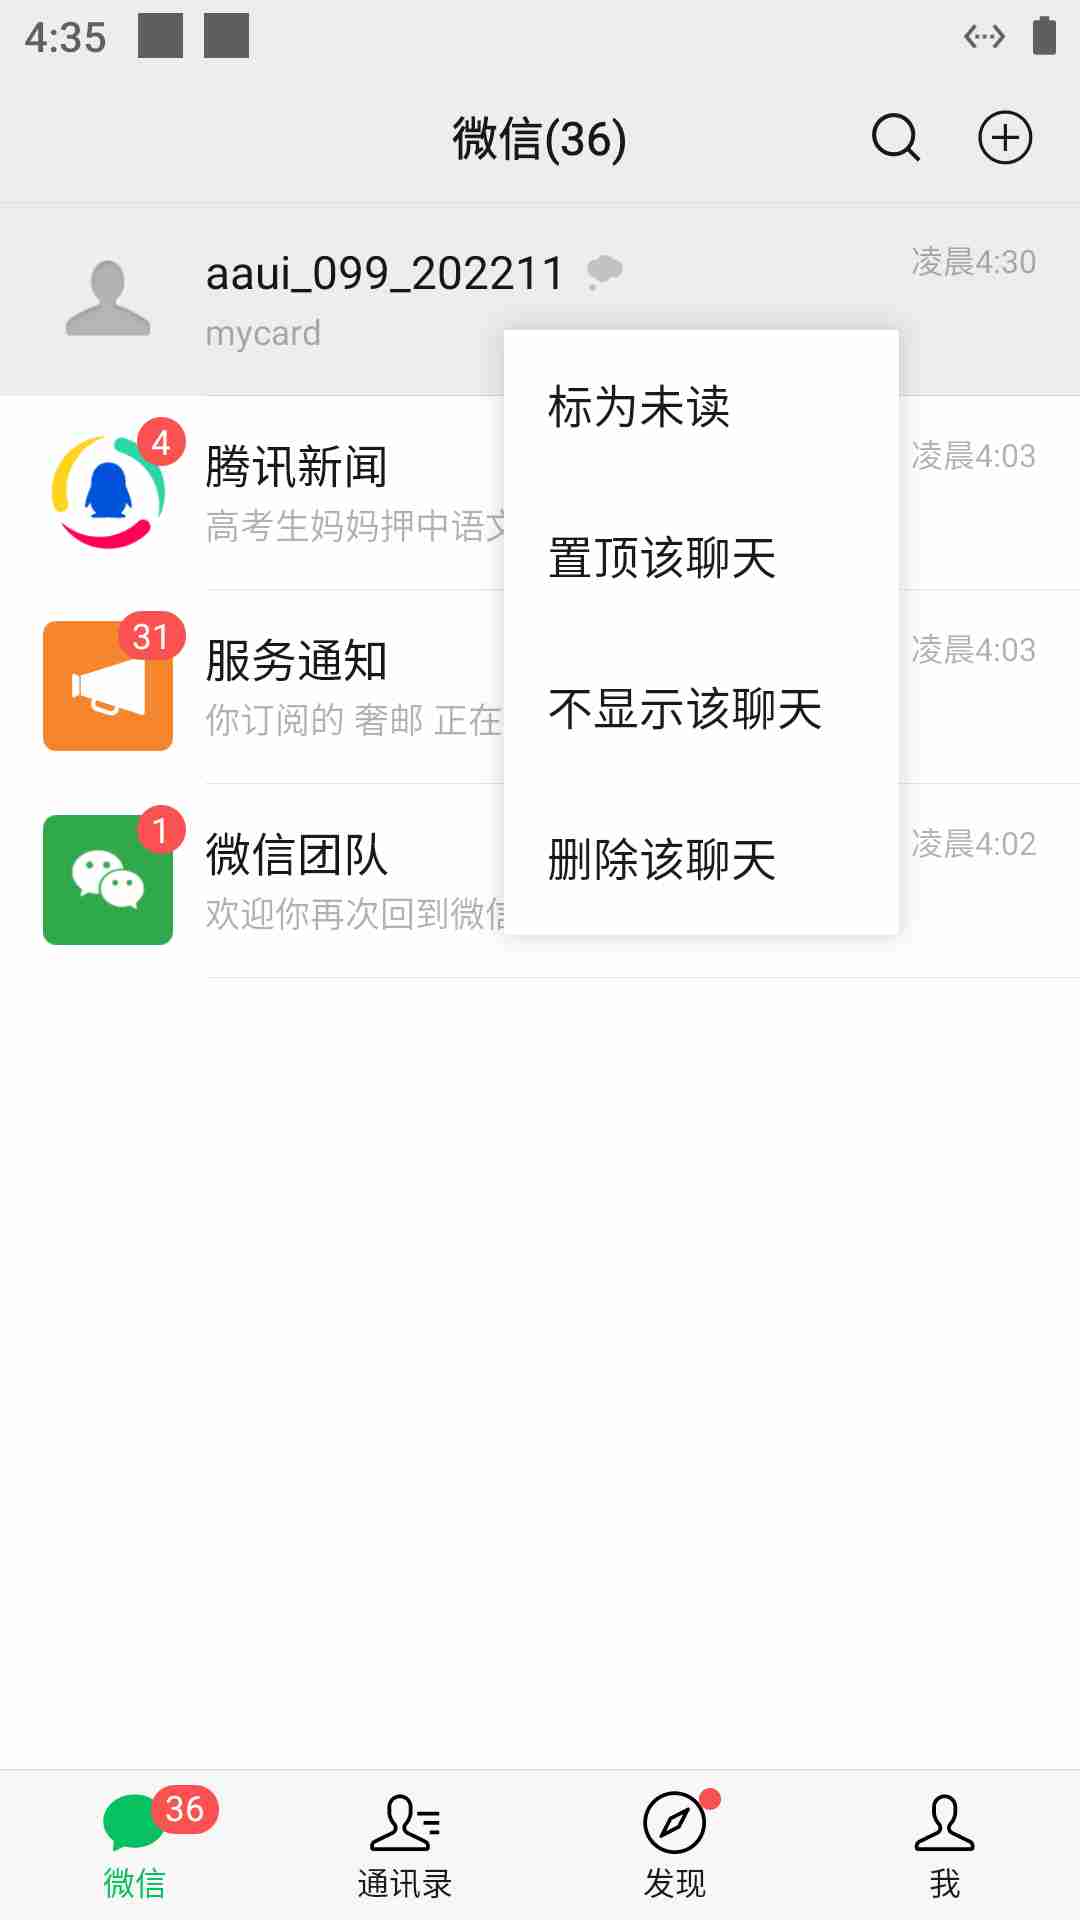 4:35
微信(36)
aaui_099_202211
凌晨4:30
mycard
标为未读
4
腾讯新闻
凌晨4:03
高考生妈妈押中语
置顶该聊天
31
服务通知
凌晨4:03
你订阅的 奢邮 正在
不显示该聊天
1
微信团队
凌晨4:02
欢迎你再次回到微
删除该聊天
36
微信
通讯录
发现
我